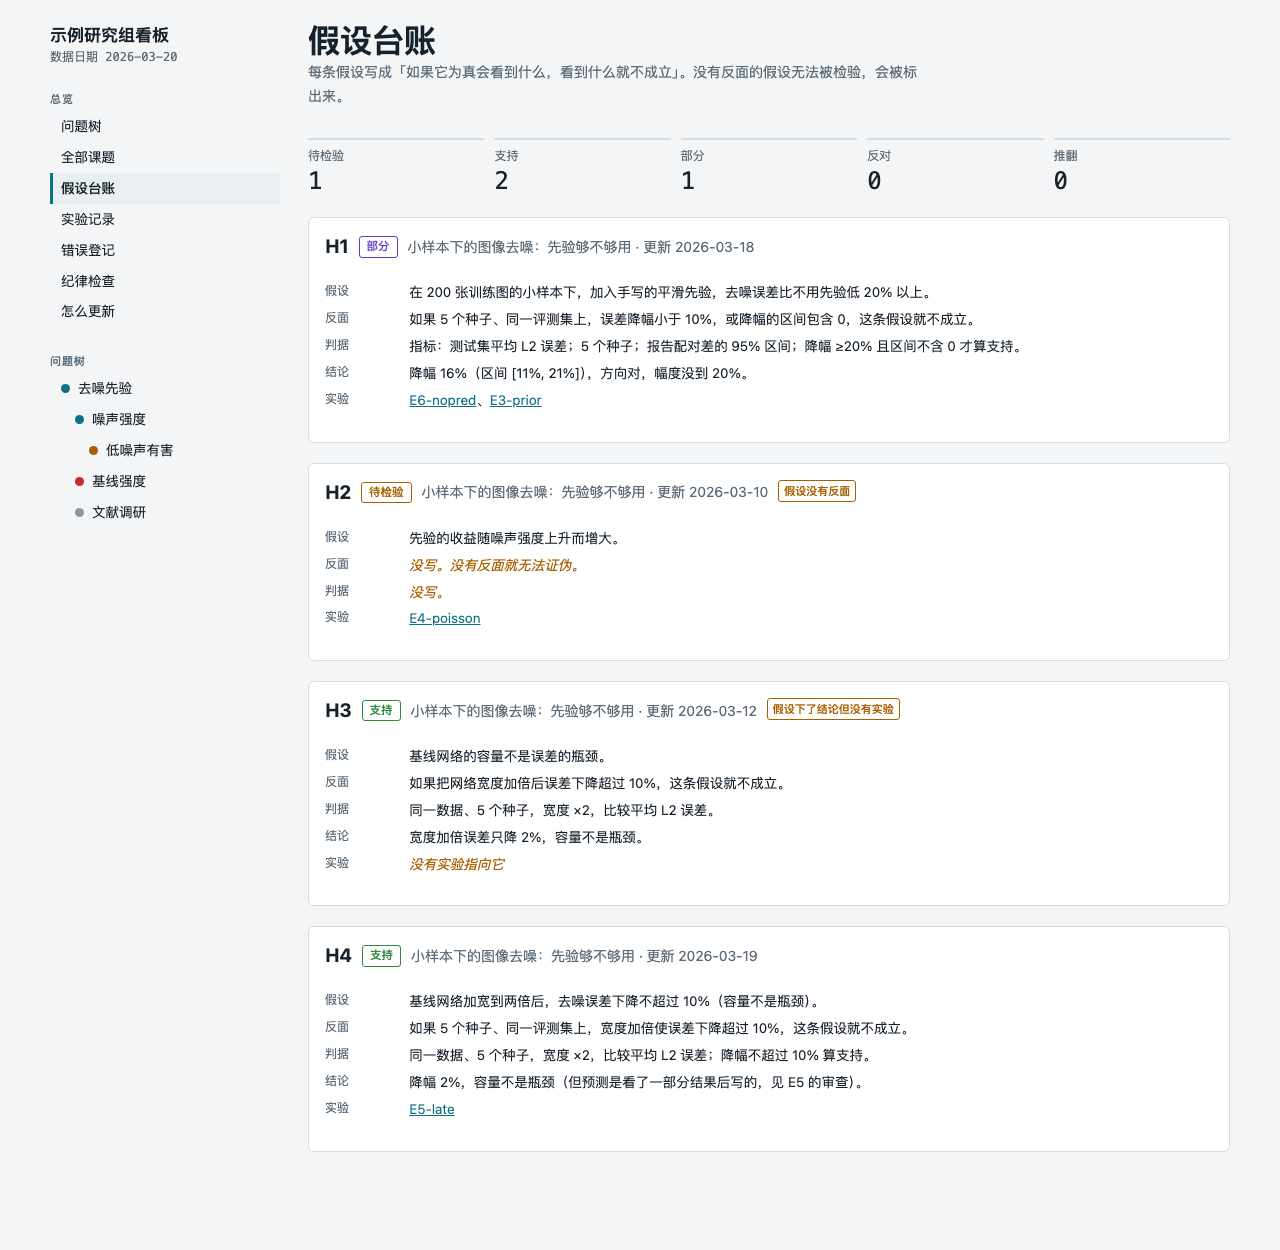 示例研究组看板
数据日期 2026-03-20
总览
问题树
全部课题
假设台账
实验记录
错误登记
纪律检查
怎么更新
问题树
去噪先验
噪声强度
低噪声有害
基线强度
文献调研
假设台账
每条假设写成「如果它为真会看到什么，看到什么就不成立」。没有反面的假设无法被检验，会被标
出来。
待检验
1
支持
2
部分
1
反对
0
推翻
0
H1 部分 小样本下的图像去噪：先验够不够用 · 更新 2026-03-18
假设 在 200 张训练图的小样本下，加入手写的平滑先验，去噪误差比不用先验低 20% 以上。
反面 如果 5 个种子、同一评测集上，误差降幅小于 10%，或降幅的区间包含 0，这条假设就不成立。
判据 指标：测试集平均 L2 误差；5 个种子；报告配对差的 95% 区间；降幅 ≥20% 且区间不含 0 才算支持。
结论 降幅 16%（区间 [11%, 21%]），方向对，幅度没到 20%。
实验 E6-nopred、E3-prior
H2 待检验 小样本下的图像去噪：先验够不够用 · 更新 2026-03-10 假设没有反面
假设 先验的收益随噪声强度上升而增大。
反面 没写。没有反面就无法证伪。
判据 没写。
实验 E4-poisson
H3 支持 小样本下的图像去噪：先验够不够用 · 更新 2026-03-12 假设下了结论但没有实验
假设 基线网络的容量不是误差的瓶颈。
反面 如果把网络宽度加倍后误差下降超过 10%，这条假设就不成立。
判据 同一数据、5 个种子，宽度 ×2，比较平均 L2 误差。
结论 宽度加倍误差只降 2%，容量不是瓶颈。
实验 没有实验指向它
H4 支持 小样本下的图像去噪：先验够不够用 · 更新 2026-03-19
假设 基线网络加宽到两倍后，去噪误差下降不超过 10%（容量不是瓶颈）。
反面 如果 5 个种子、同一评测集上，宽度加倍使误差下降超过 10%，这条假设就不成立。
判据 同一数据、5 个种子，宽度 ×2，比较平均 L2 误差；降幅不超过 10% 算支持。
结论 降幅 2%，容量不是瓶颈（但预测是看了一部分结果后写的，见 E5 的审查）。
实验 E5-late